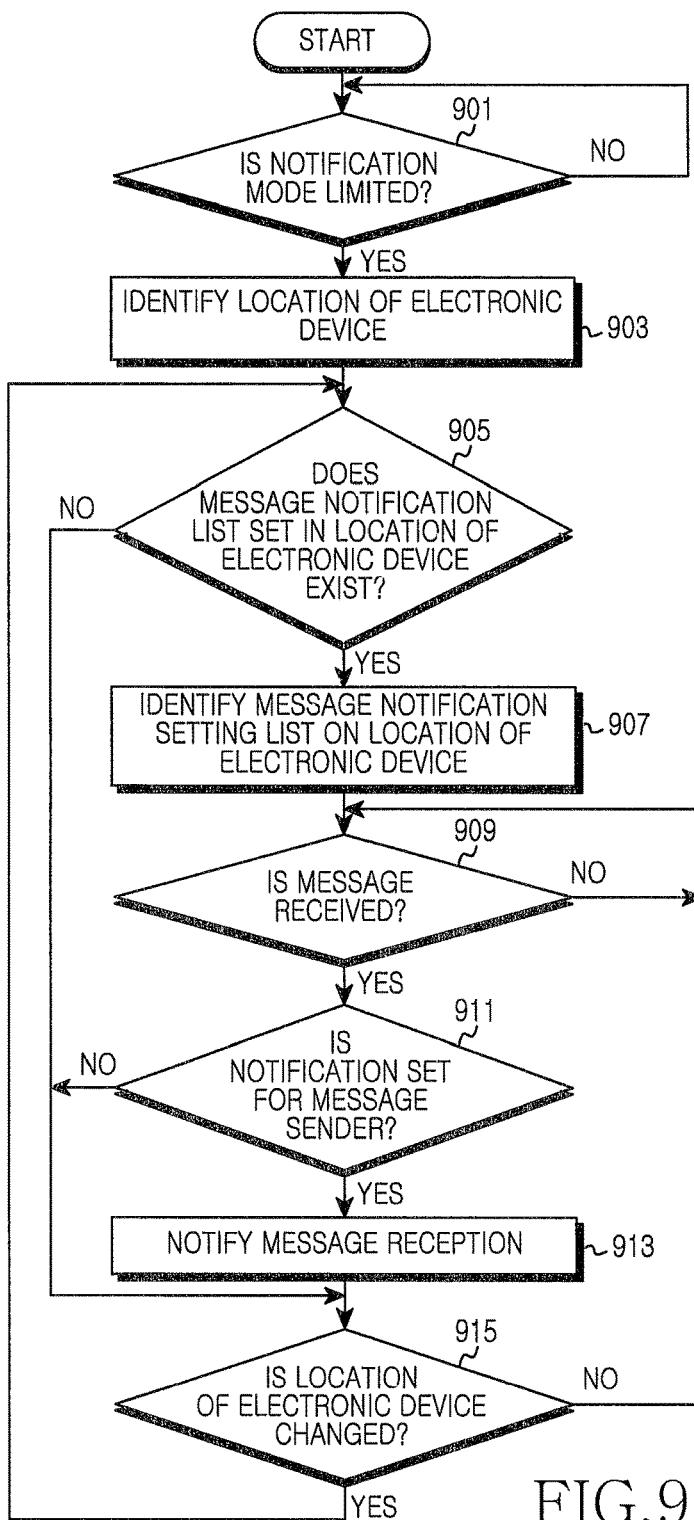 START
901
IS NOTIFICATION
MODE LIMITED?
NO
YES
IDENTIFY LOCATION OF ELECTRONIC
DEVICE
903
905
DOES
MESSAGE NOTIFICATION
LIST SET IN LOCATION OF
ELECTRONIC DEVICE
EXIST?
NO
YES
IDENTIFY MESSAGE NOTIFICATION
SETTING LIST ON LOCATION OF
ELECTRONIC DEVICE
907
909
IS MESSAGE
RECEIVED?
NO
YES
911
IS
NOTIFICATION SET
FOR MESSAGE
SENDER?
NO
YES
NOTIFY MESSAGE RECEPTION
913
915
IS LOCATION
OF ELECTRONIC DEVICE
CHANGED?
NO
YES
FIG.9